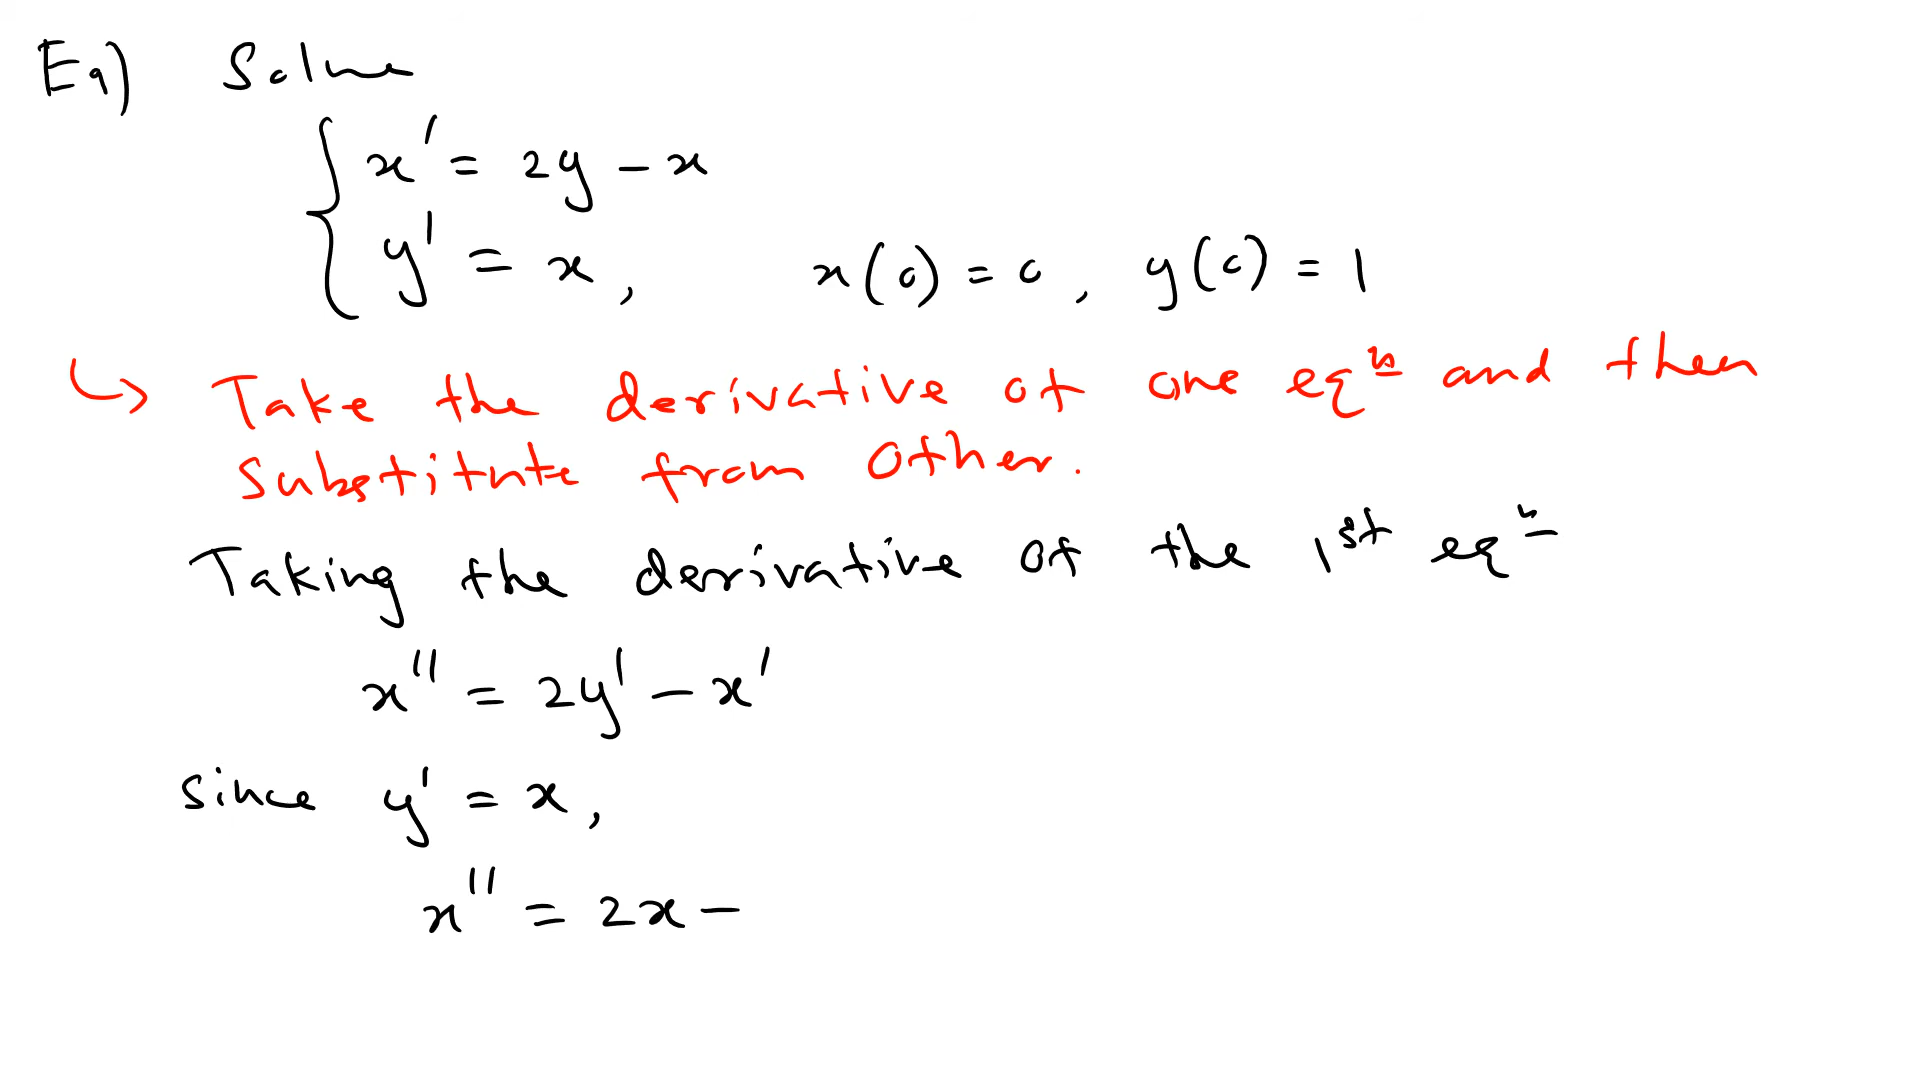 Eg) Solve
x' = 2y - x
y' = x, x(0) = 0, y(0) = 1
↳ Take the derivative of one eqⁿ and then
substitute from other.
Taking the derivative of the 1st eqⁿ
x'' = 2y' - x'
since y' = x,
x'' = 2x -